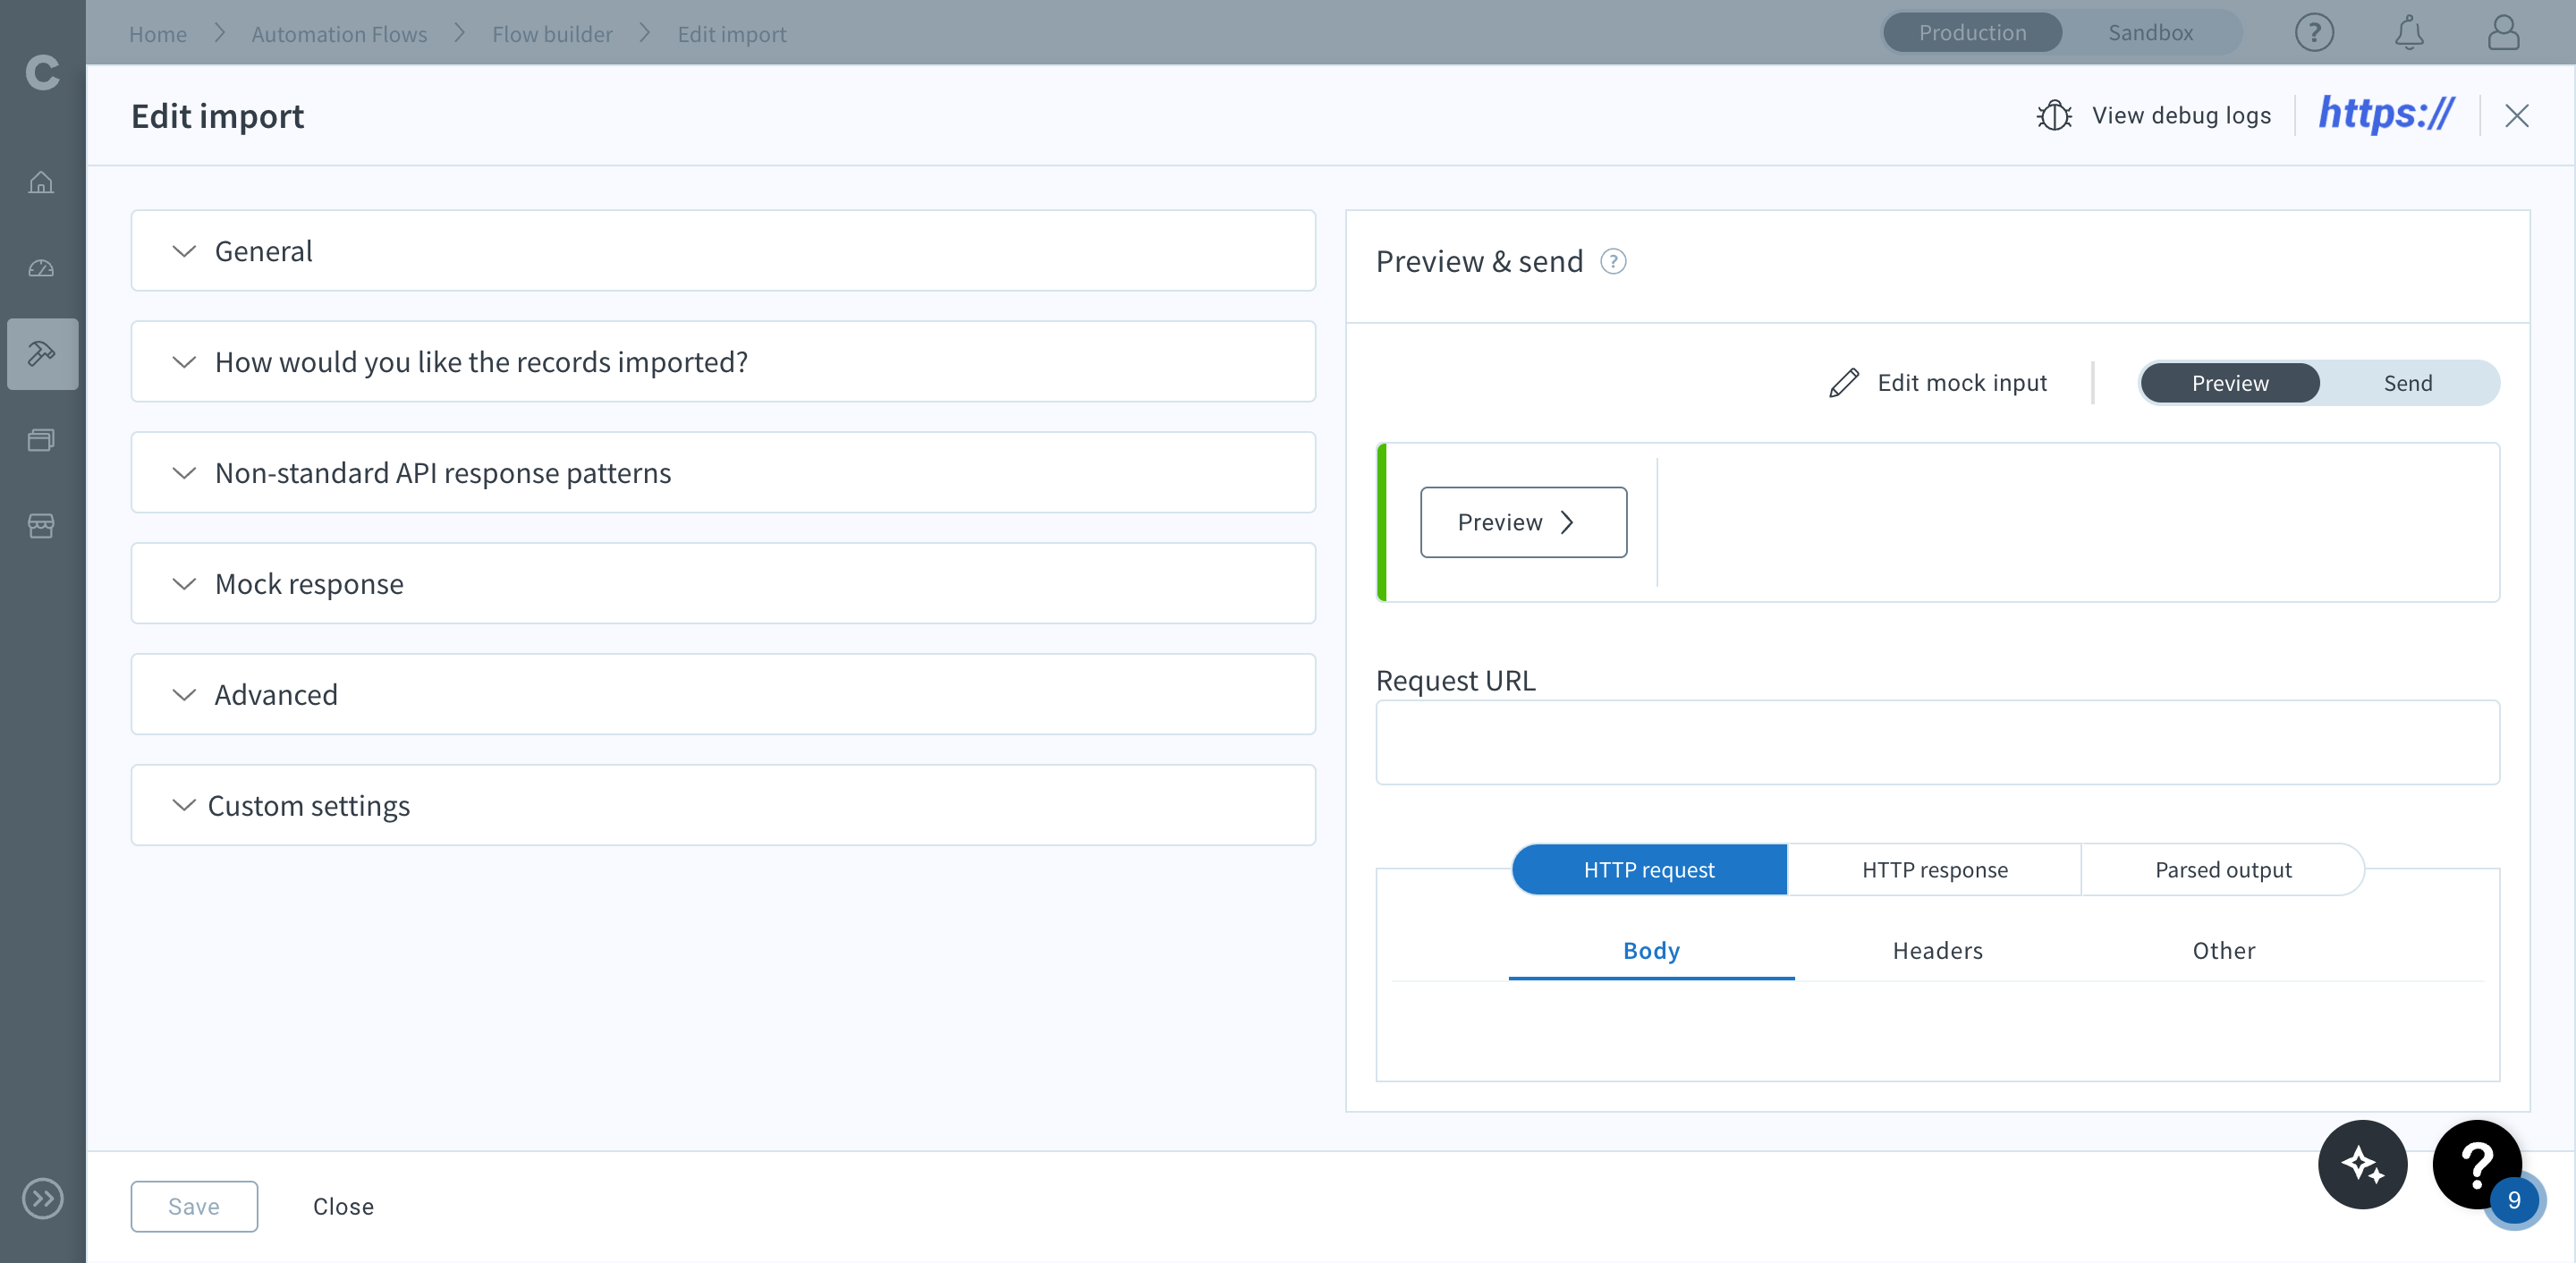 Home > Automation Flows > Flow builder > Edit import
Production Sandbox ?
C
Edit import
View debug logs
https://
General
How would you like the records imported?
Non-standard API response patterns
Mock response
Advanced
Custom settings
Preview & send ?
Edit mock input
Preview Send
Preview >
Request URL
HTTP request HTTP response Parsed output
Body Headers Other
?
9
Save Close